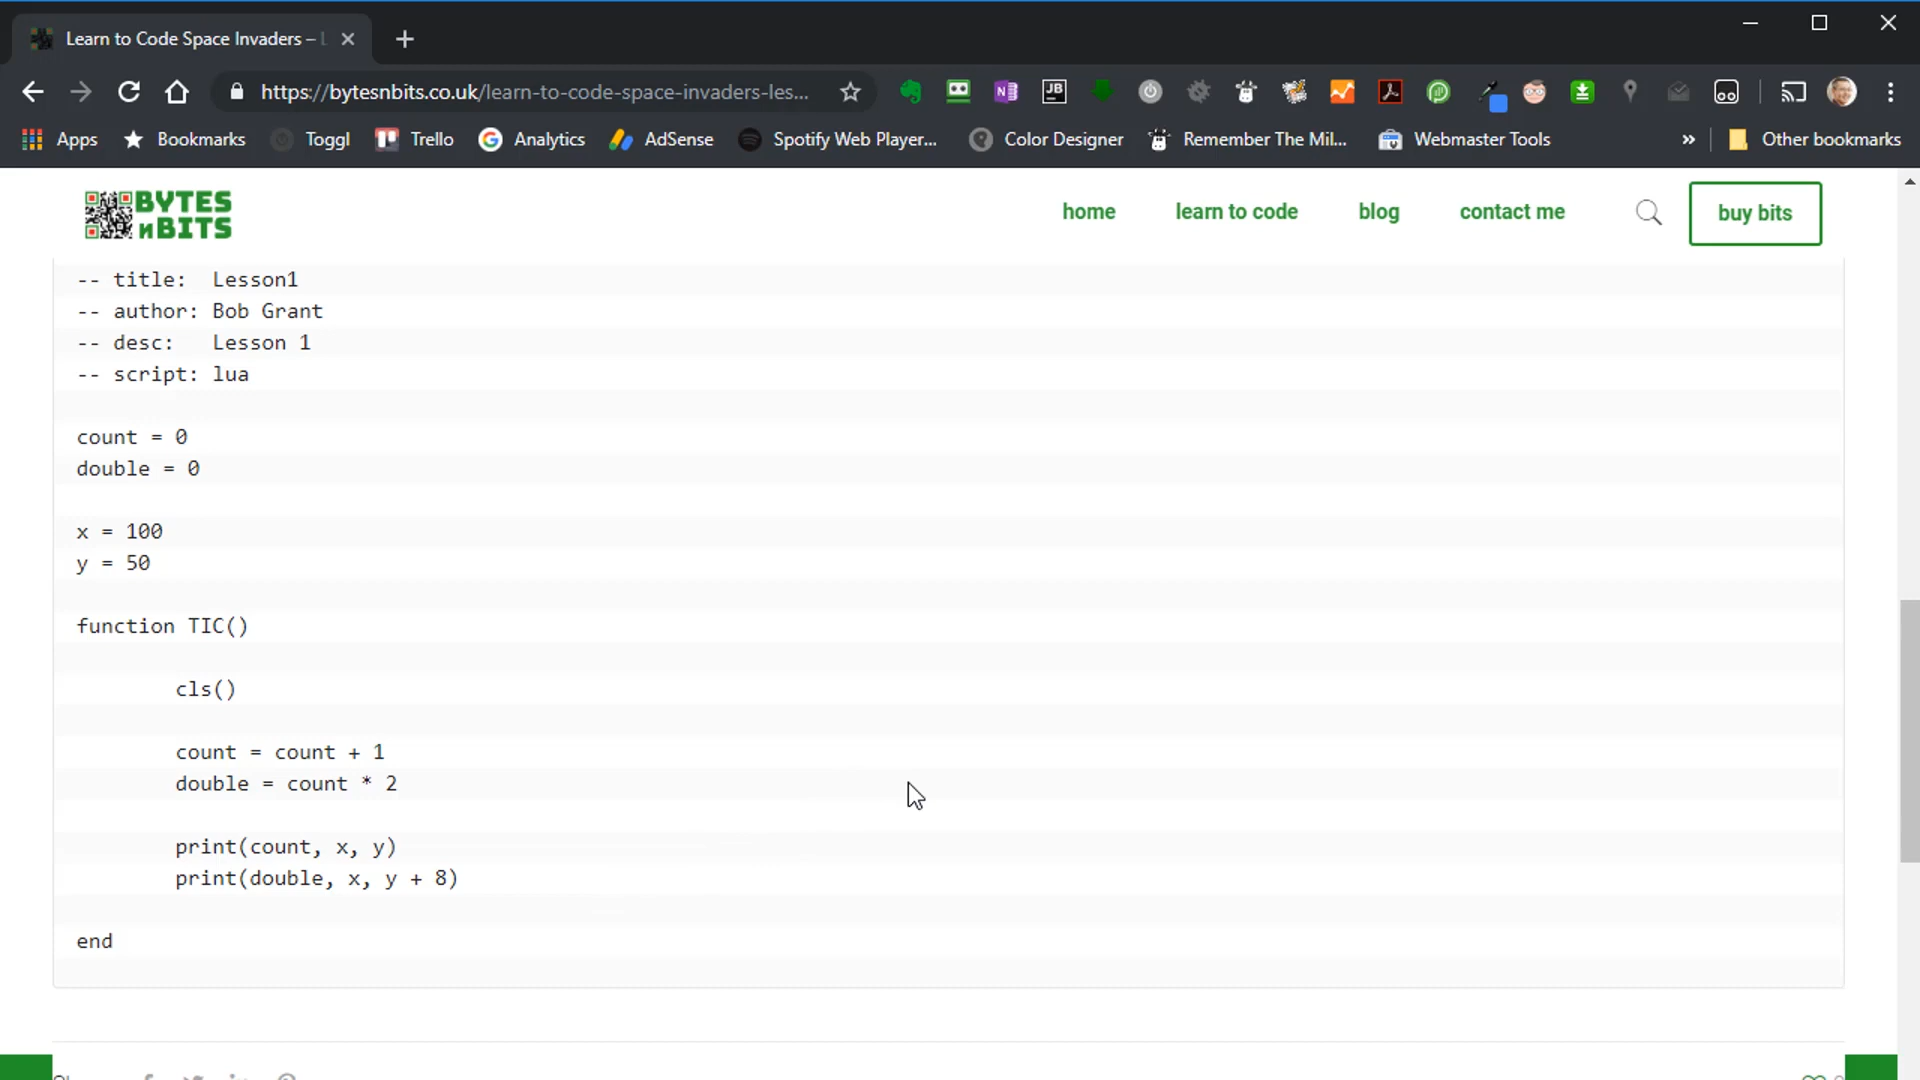 Learn to Code Space Invaders –
https://bytesnbits.co.uk/learn-to-code-space-invaders-les...
Apps Bookmarks Toggl Trello Analytics AdSense Spotify Web Player... Color Designer Remember The Mil... Webmaster Tools » Other bookmarks
BYTES
nBITS
home learn to code blog contact me buy bits
-- title:  Lesson1
-- author: Bob Grant
-- desc:   Lesson 1
-- script: lua
count = 0
double = 0
x = 100
y = 50
function TIC()
cls()
count = count + 1
double = count * 2
print(count, x, y)
print(double, x, y + 8)
end